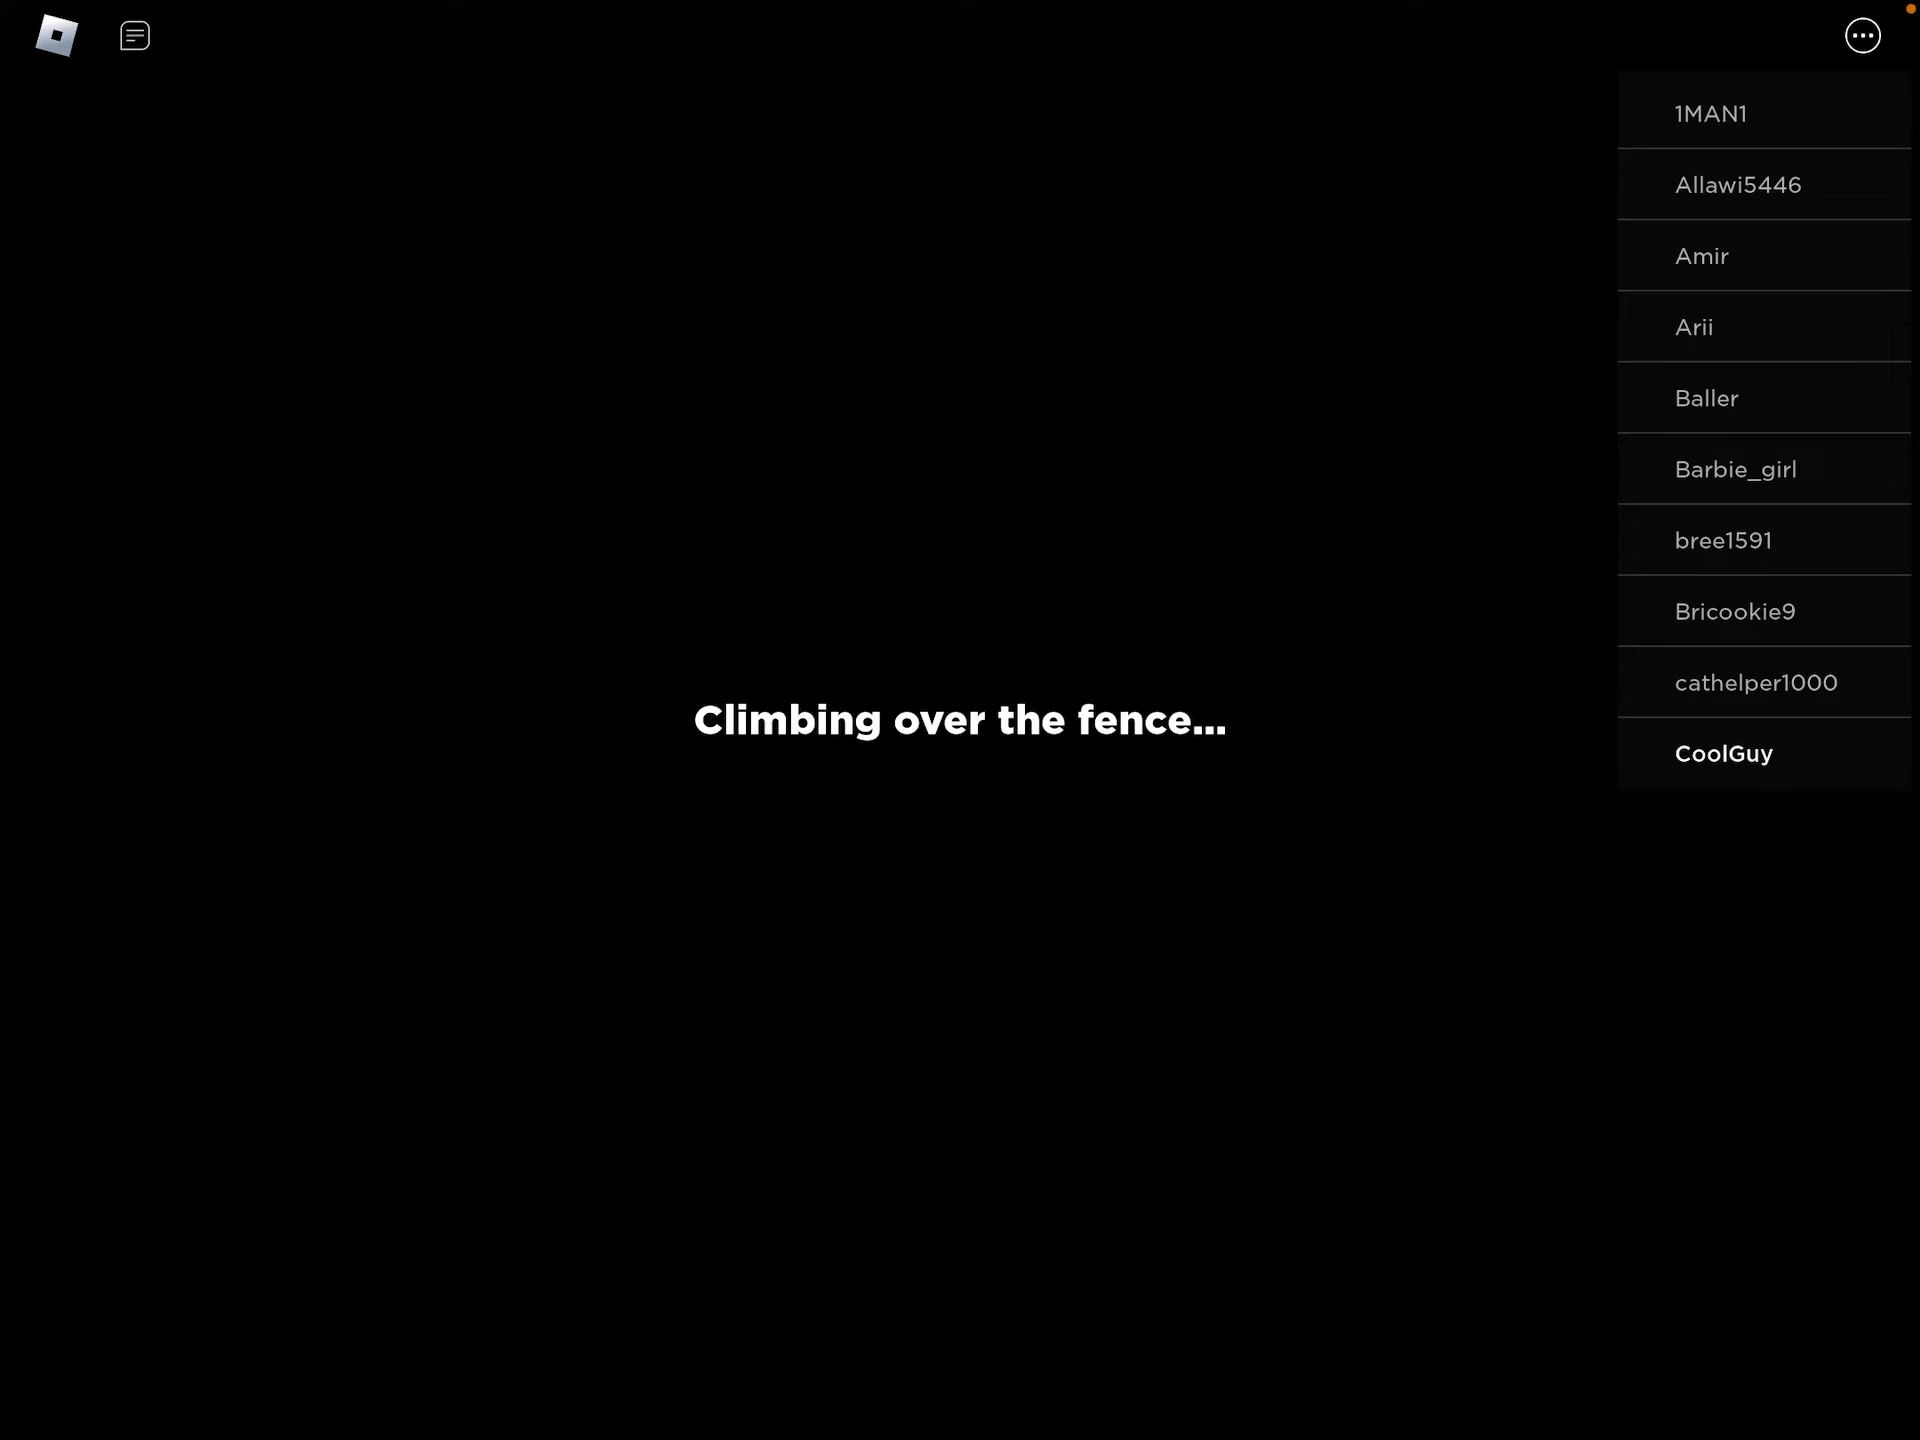 1MAN1
Allawi5446
Amir
Arii
Baller
Barbie_girl
bree1591
Bricookie9
cathelper1000
Climbing over the fence...
CoolGuy